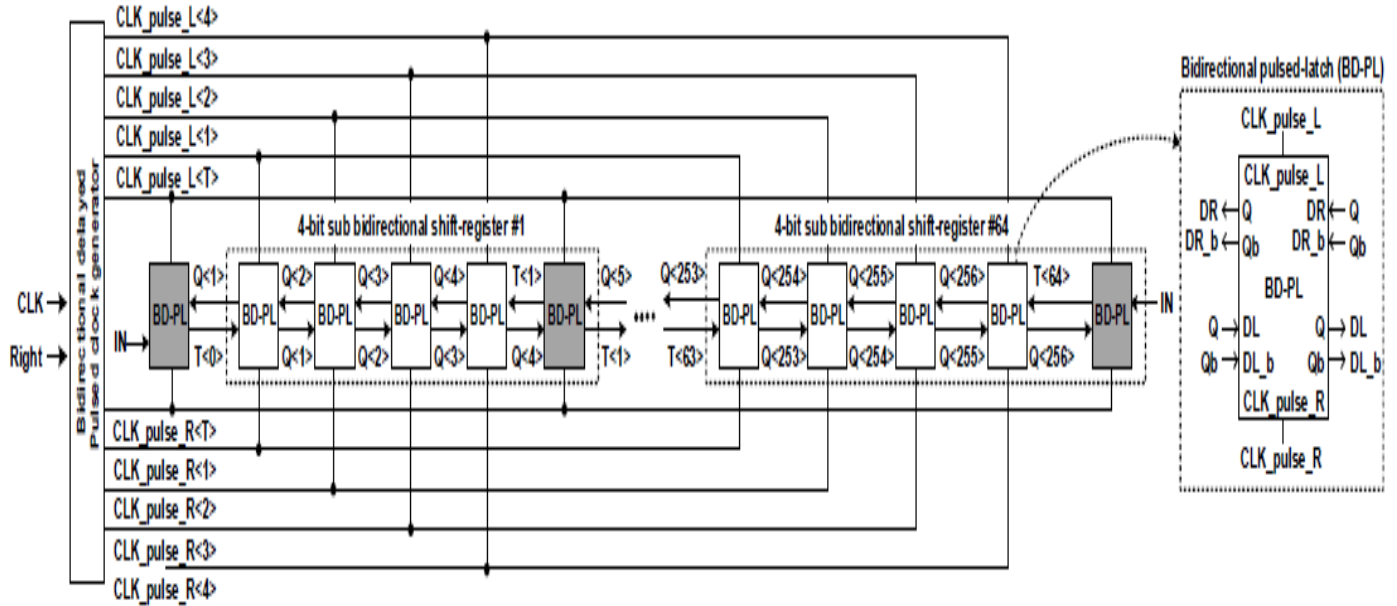 CLK_pulse_L<4>
CLK_pulse_L<3>
CLK_pulse_L<2>
CLK_pulse_L<1>
CLK_pulse_L<T>
Bidirectional delayed
Pulsed clock generator
CLK
Right
4-bit sub bidirectional shift-register #1
4-bit sub bidirectional shift-register #64
Q<1> Q<2> Q<3> Q<4> T<1> Q<5> Q<253> Q<254> Q<255> Q<256> T<64>
IN BD-PL BD-PL BD-PL BD-PL BD-PL BD-PL BD-PL BD-PL BD-PL BD-PL BD-PL IN
T<0> Q<1> Q<2> Q<3> Q<4> T<1> T<63> Q<253> Q<254> Q<255> Q<256>
CLK_pulse_R<T>
CLK_pulse_R<1>
CLK_pulse_R<2>
CLK_pulse_R<3>
CLK_pulse_R<4>
Bidirectional pulsed-latch (BD-PL)
CLK_pulse_L
CLK_pulse_L
DR Q DR Q
DR_b Qb DR_b Qb
BD-PL
Q DL Q DL
Qb DL_b Qb DL_b
CLK_pulse_R
CLK_pulse_R